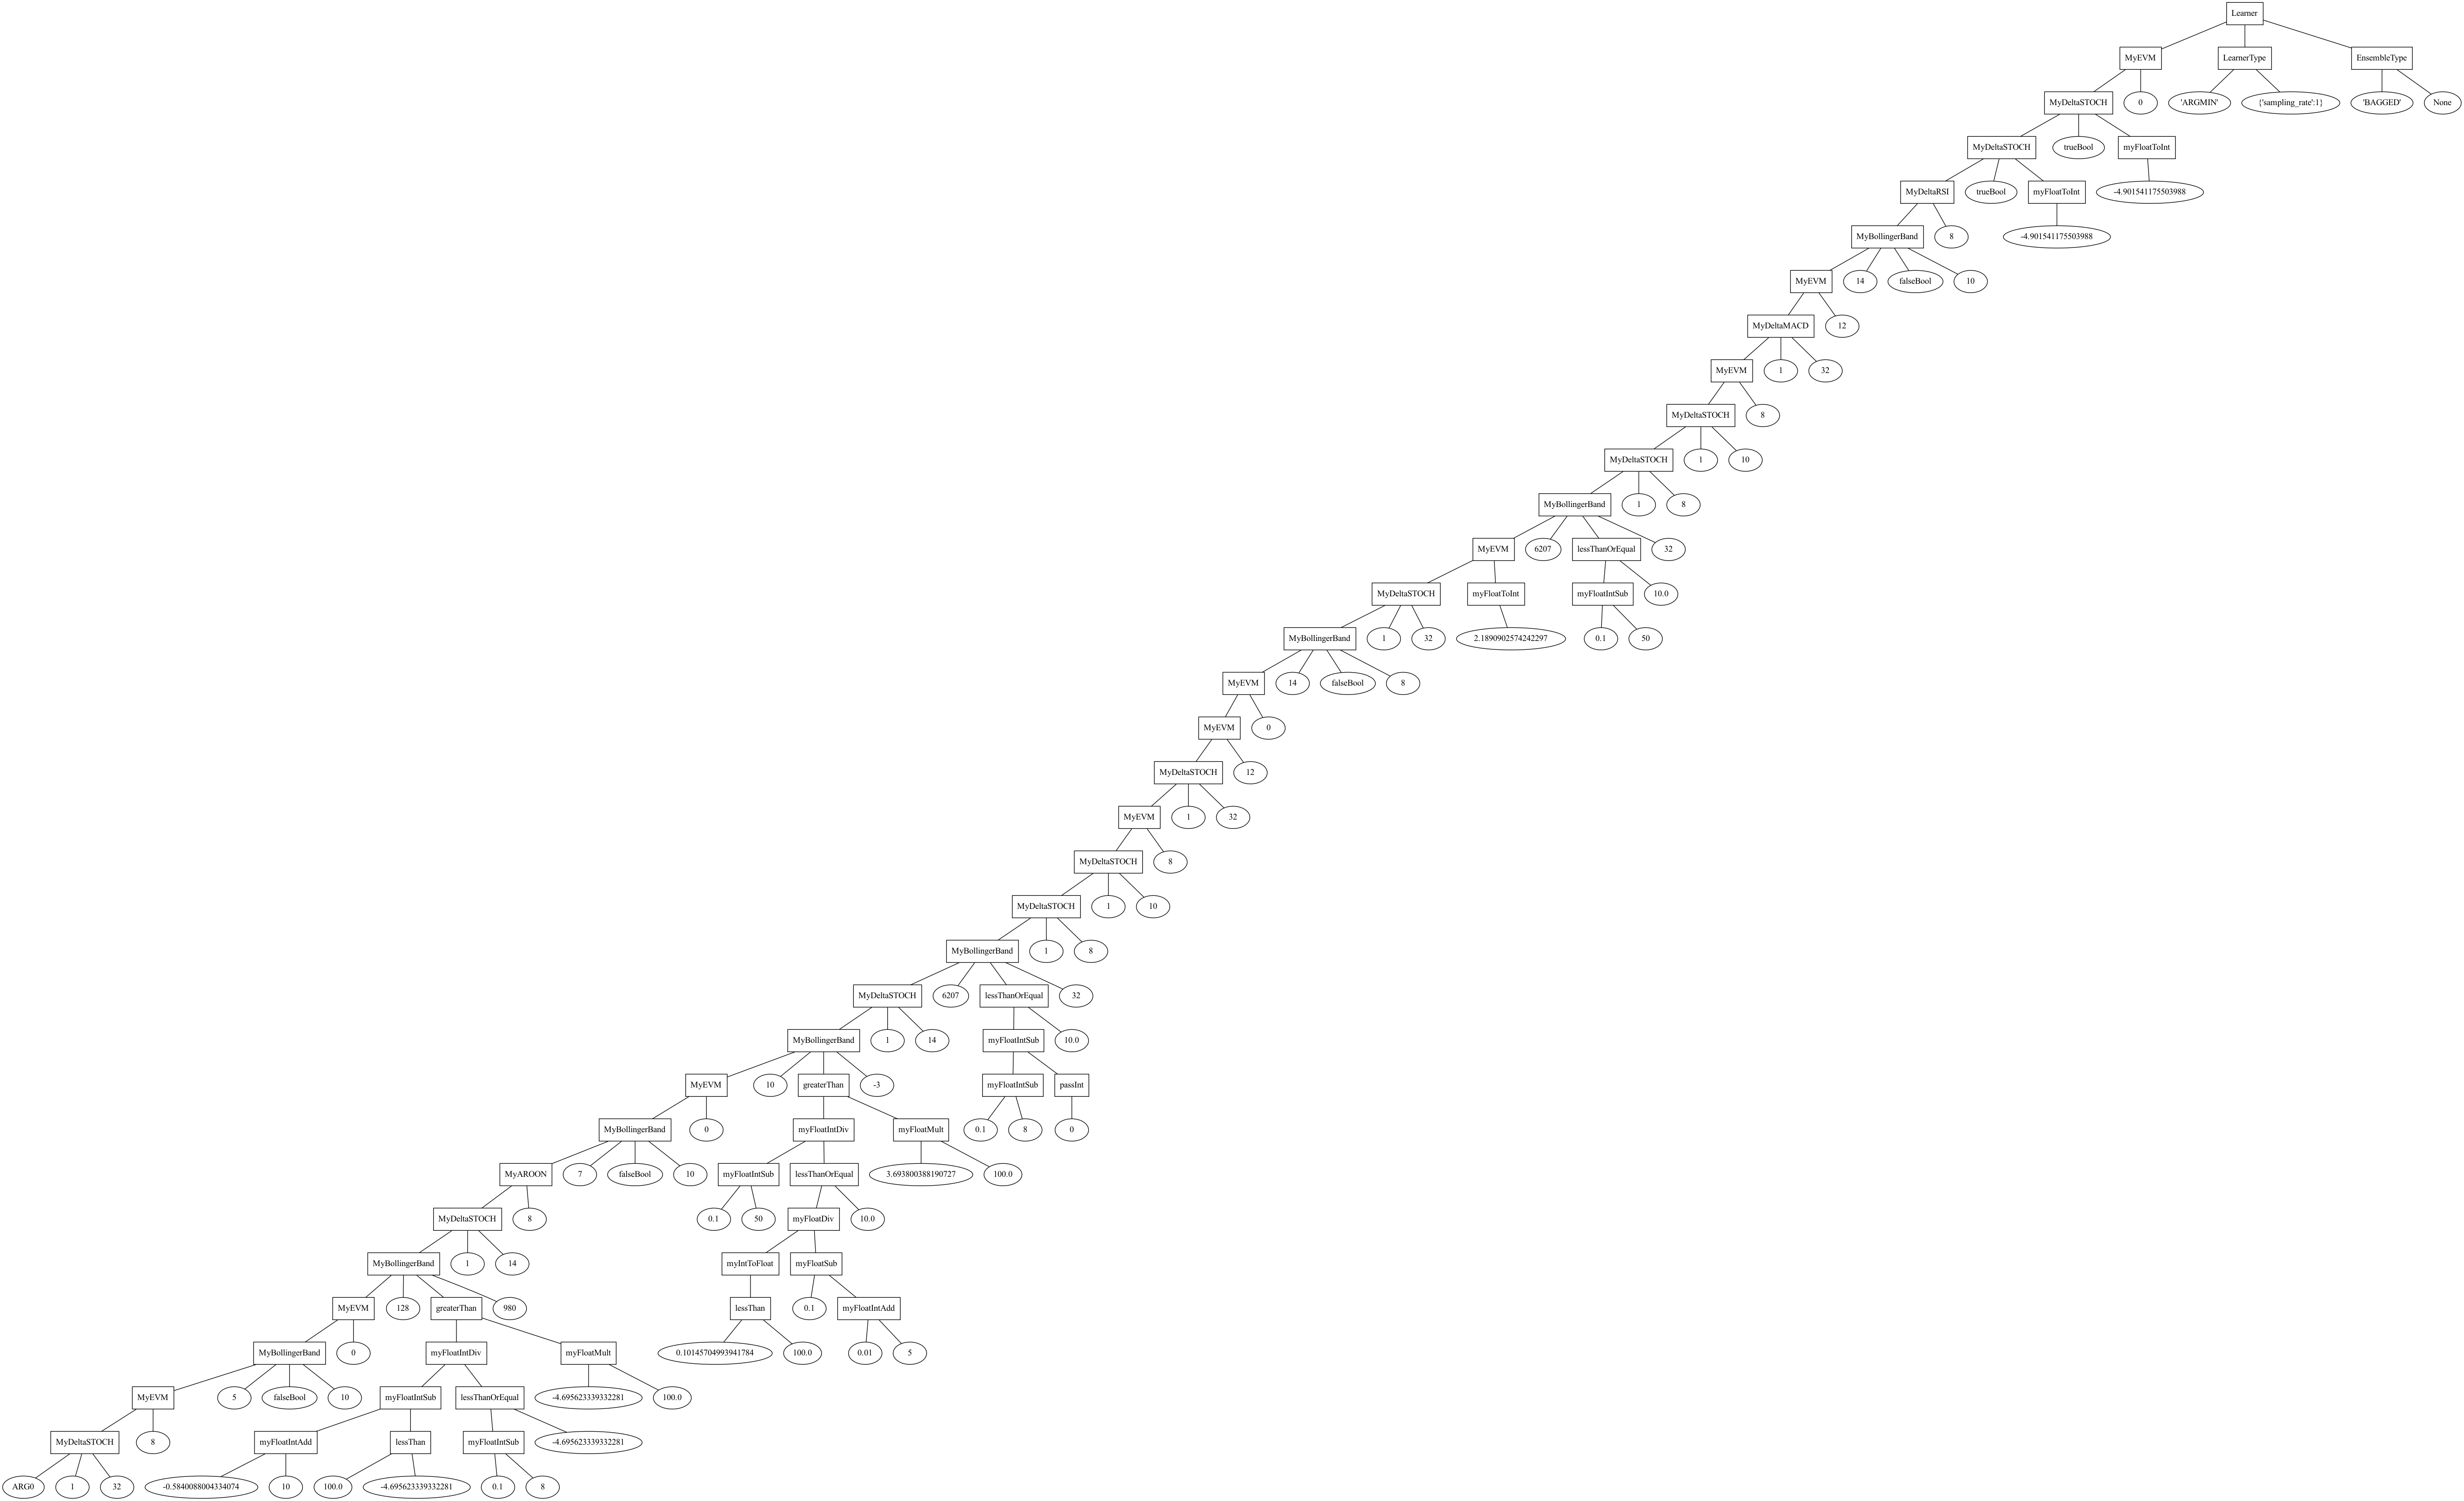 Learner
MyEVM LearnerType EnsembleType
MyDeltaSTOCH 0 'ARGMIN' {'sampling_rate':1} 'BAGGED' None
MyDeltaSTOCH trueBool myFloatToInt
MyDeltaRSI trueBool myFloatToInt -4.901541175503988
MyBollingerBand 8 -4.901541175503988
MyEVM 14 falseBool 10
MyDeltaMACD 12
MyEVM 1 32
MyDeltaSTOCH 8
MyDeltaSTOCH 1 10
MyBollingerBand 1 8
MyEVM 6207 lessThanOrEqual 32
MyDeltaSTOCH myFloatToInt myFloatIntSub 10.0
MyBollingerBand 1 32 2.1890902574242297 0.1 50
MyEVM 14 falseBool 8
MyEVM 0
MyDeltaSTOCH 12
MyEVM 1 32
MyDeltaSTOCH 8
MyDeltaSTOCH 1 10
MyBollingerBand 1 8
MyDeltaSTOCH 6207 lessThanOrEqual 32
MyBollingerBand 1 14 myFloatIntSub 10.0
MyEVM 10 greaterThan -3 myFloatIntSub passInt
MyBollingerBand 0 myFloatIntDiv myFloatMult 0.1 8 0
MyAROON 7 falseBool 10 myFloatIntSub lessThanOrEqual 3.693800388190727 100.0
MyDeltaSTOCH 8 0.1 50 myFloatDiv 10.0
MyBollingerBand 1 14 myIntToFloat myFloatSub
MyEVM 128 greaterThan 980 lessThan 0.1 myFloatIntAdd
MyBollingerBand 0 myFloatIntDiv myFloatMult 0.10145704993941784 100.0 0.01 5
MyEVM 5 falseBool 10 myFloatIntSub lessThanOrEqual -4.695623339332281 100.0
MyDeltaSTOCH 8 myFloatIntAdd lessThan myFloatIntSub -4.695623339332281
ARG0 1 32 -0.5840088004334074 10 100.0 -4.695623339332281 0.1 8